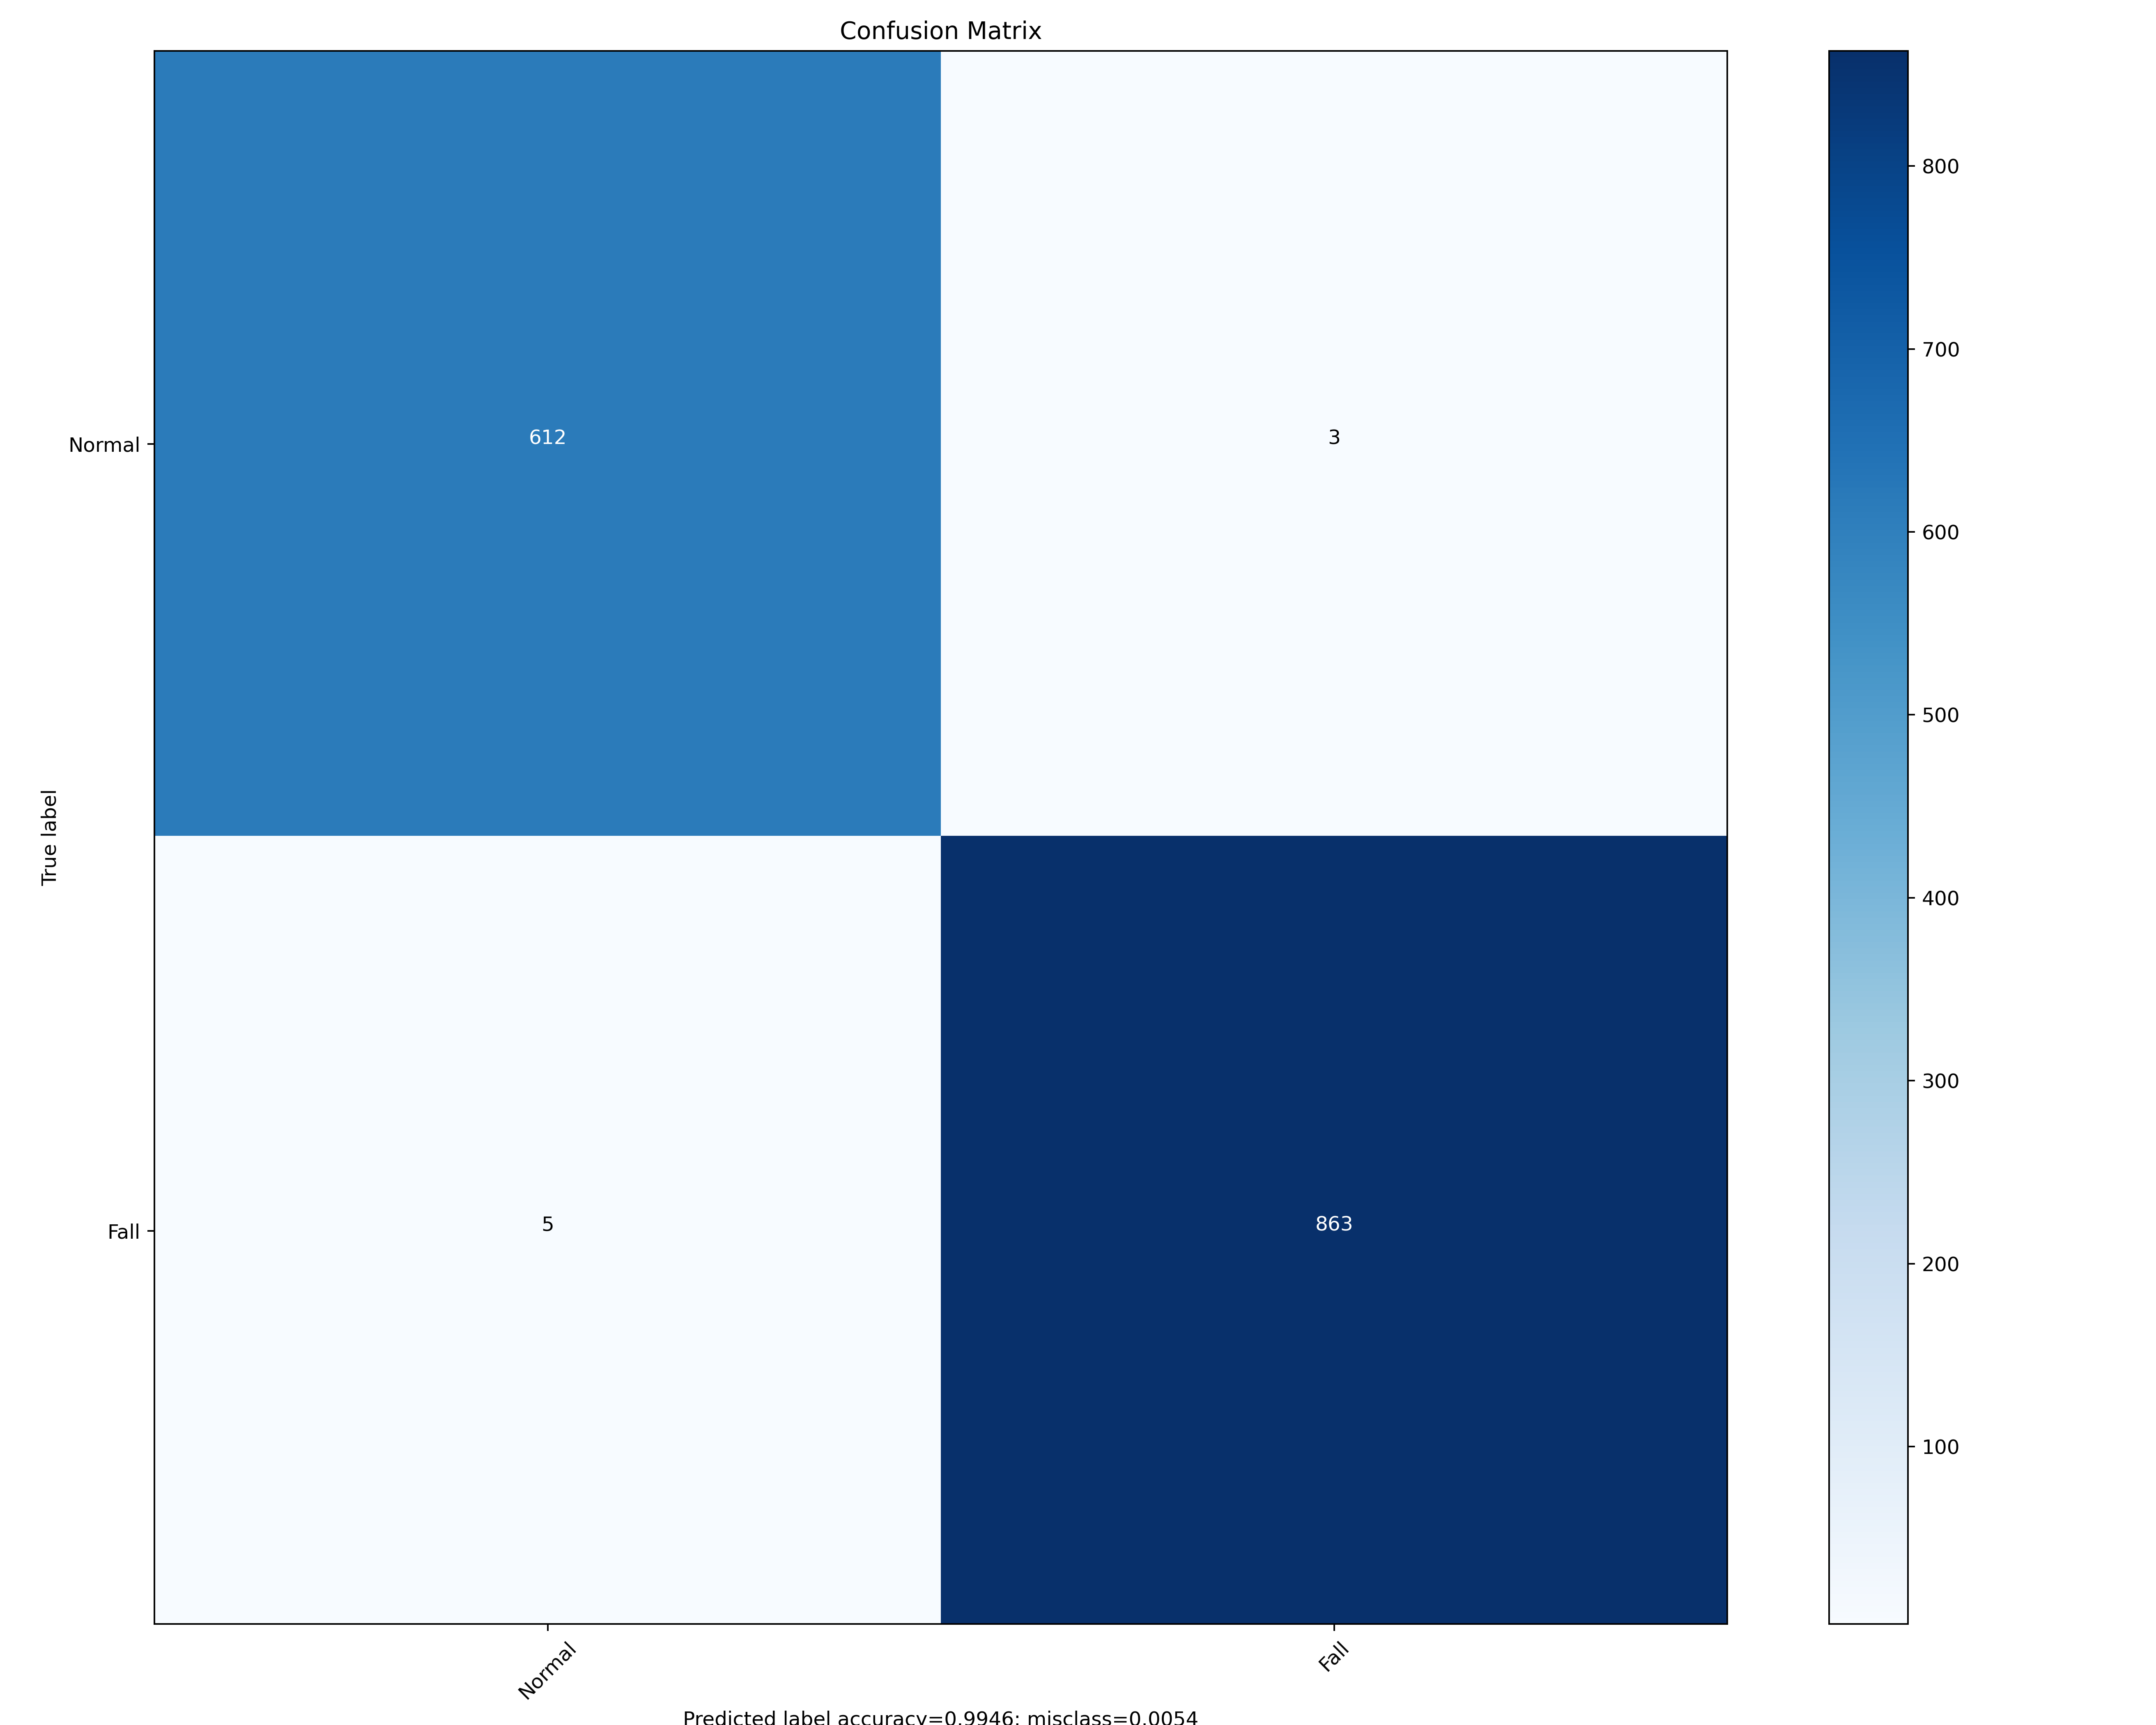 Confusion Matrix
Normal
612
3
True label
Fall
5
863
Normal
Fall
Predicted label accuracy=0.9946; misclass=0.0054
800
700
600
500
400
300
200
100